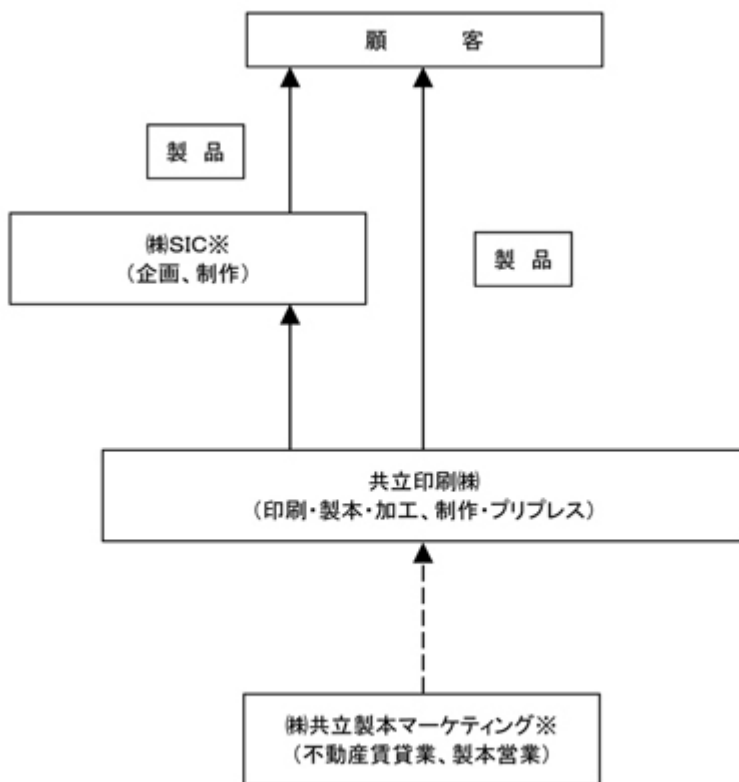 顧　　　客
製 品
㈱SIC※
（企画、制作）
製 品
共立印刷㈱
（印刷・製本・加工、制作・プリプレス）
㈱共立製本マーケティング※
（不動産賃貸業、製本営業）